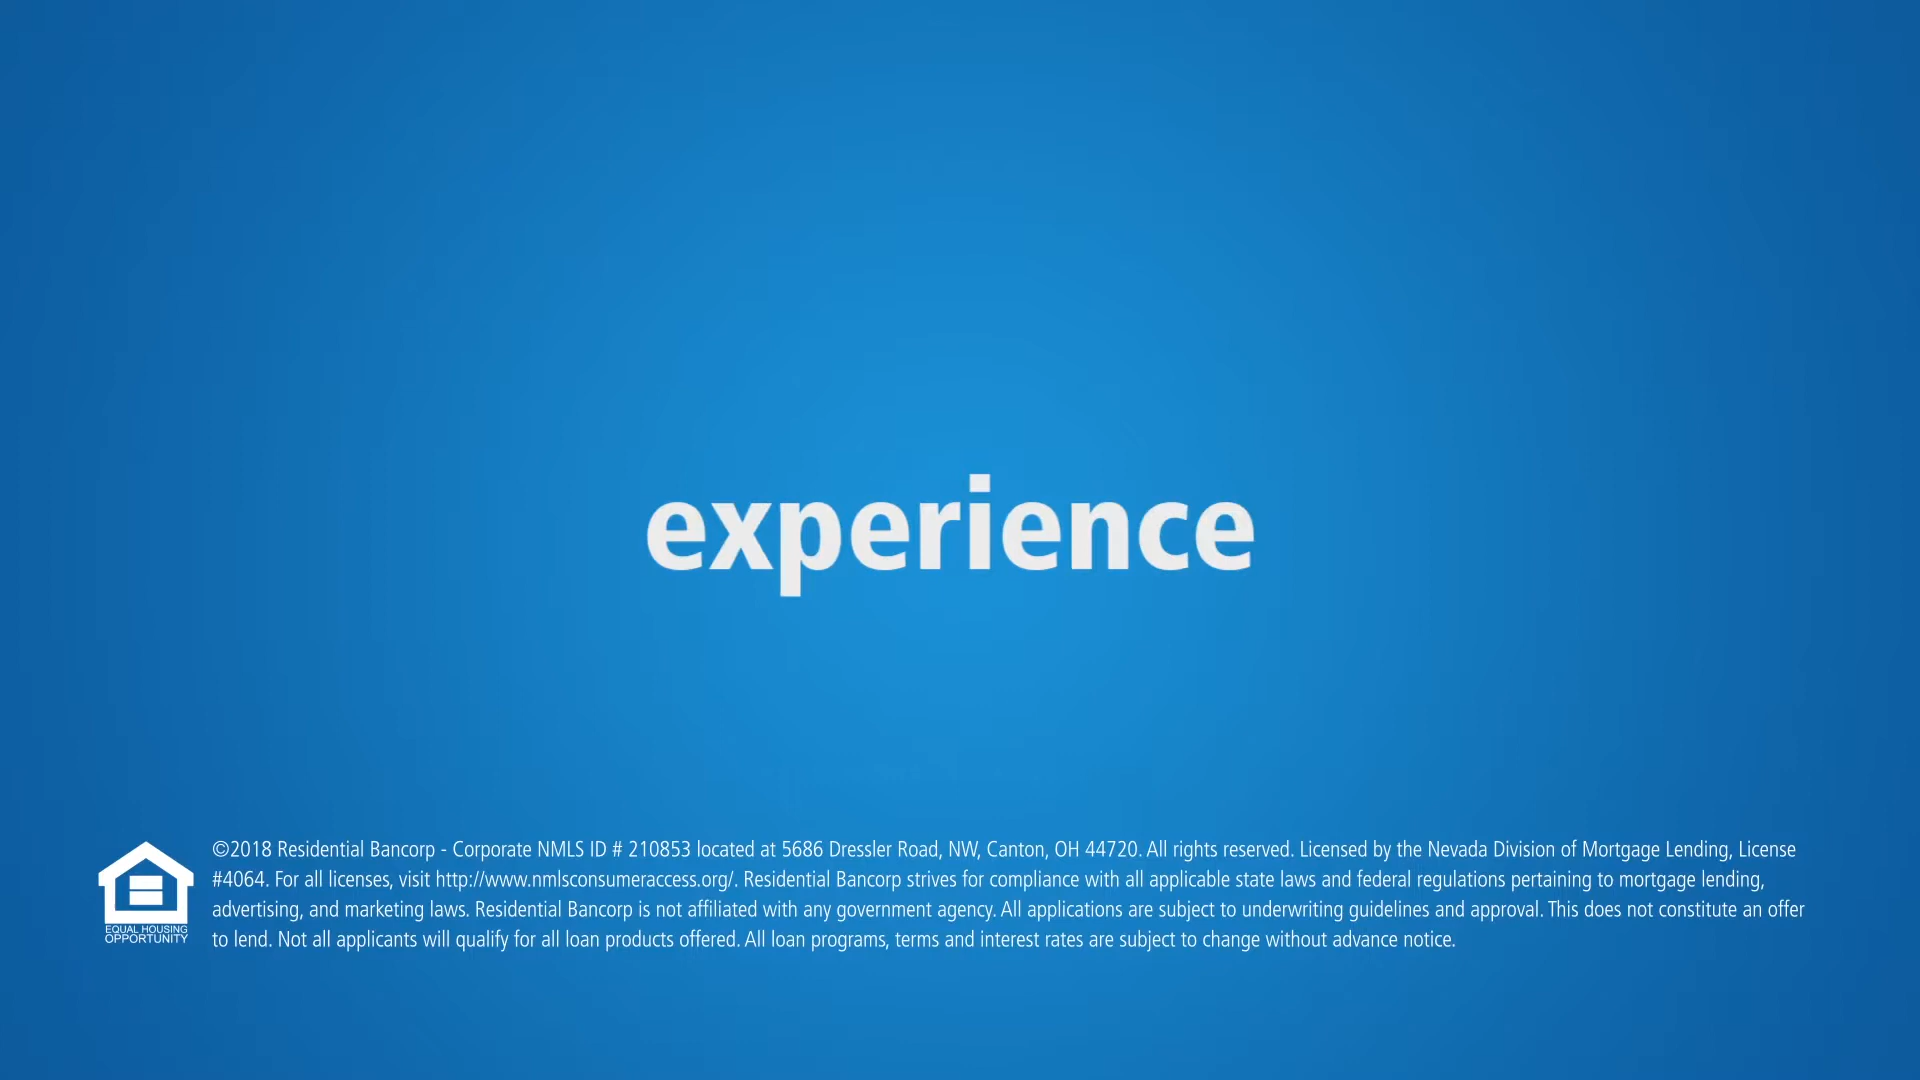 experience
©2018 Residential Bancorp - Corporate NMLS ID # 210853 located at 5686 Dressler Road, NW, Canton, OH 44720. All rights reserved. Licensed by the Nevada Division of Mortgage Lending, License
#4064. For all licenses, visit http://www.nmlsconsumeraccess.org/. Residential Bancorp strives for compliance with all applicable state laws and federal regulations pertaining to mortgage lending,
advertising, and marketing laws. Residential Bancorp is not affiliated with any government agency. All applications are subject to underwriting guidelines and approval. This does not constitute an offer
to lend. Not all applicants will qualify for all loan products offered. All loan programs, terms and interest rates are subject to change without advance notice.
EQUAL HOUSING
OPPORTUNITY